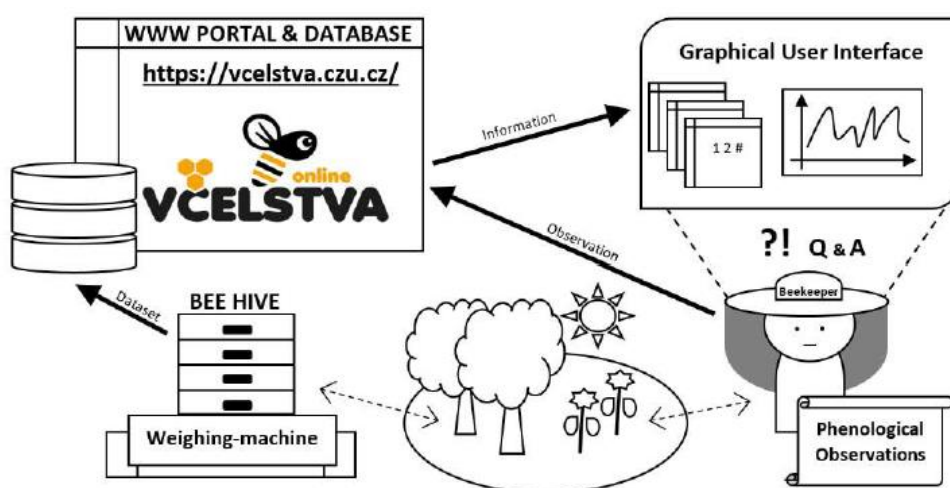 WWW PORTAL & DATABASE
https://vcelstva.czu.cz/
online
VCELSTVA
Graphical User Interface
1 2 #
Information
Observation
?! Q & A
Beekeeper
Dataset
BEE HIVE
Weighing-machine
Phenological
Observations